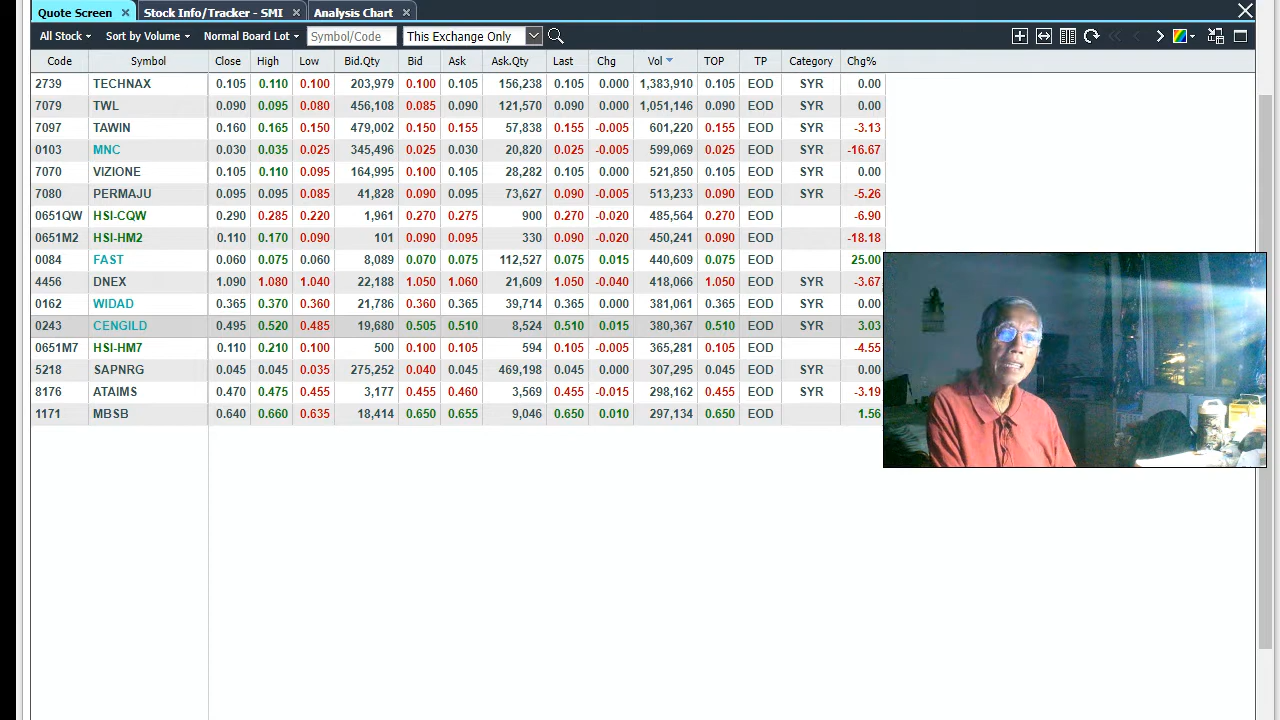 Quote Screen × Stock Info/Tracker - SMI × Analysis Chart ×
All Stock Sort by Volume Normal Board Lot Symbol/Code This Exchange Only
Code Symbol Close High Low Bid.Qty Bid Ask Ask.Qty Last Chg Vol TOP TP Category Chg%
2739 TECHNAX 0.105 0.110 0.100 203,979 0.100 0.105 156,238 0.105 0.000 1,383,910 0.105 EOD SYR 0.00
7079 TWL 0.090 0.095 0.080 456,108 0.085 0.090 121,570 0.090 0.000 1,051,146 0.090 EOD SYR 0.00
7097 TAWIN 0.160 0.165 0.150 479,002 0.150 0.155 57,838 0.155 -0.005 601,220 0.155 EOD SYR -3.13
0103 MNC 0.030 0.035 0.025 345,496 0.025 0.030 20,820 0.025 -0.005 599,069 0.025 EOD SYR -16.67
7070 VIZIONE 0.105 0.110 0.095 164,995 0.100 0.105 28,282 0.105 0.000 521,850 0.105 EOD SYR 0.00
7080 PERMAJU 0.095 0.095 0.085 41,828 0.090 0.095 73,627 0.090 -0.005 513,233 0.090 EOD SYR -5.26
0651QW HSI-CQW 0.290 0.285 0.220 1,961 0.270 0.275 900 0.270 -0.020 485,564 0.270 EOD -6.90
0651M2 HSI-HM2 0.110 0.170 0.090 101 0.090 0.095 330 0.090 -0.020 450,241 0.090 EOD -18.18
0084 FAST 0.060 0.075 0.060 8,089 0.070 0.075 112,527 0.075 0.015 440,609 0.075 EOD 25.00
4456 DNEX 1.090 1.080 1.040 22,188 1.050 1.060 21,609 1.050 -0.040 418,066 1.050 EOD SYR -3.67
0162 WIDAD 0.365 0.370 0.360 21,786 0.360 0.365 39,714 0.365 0.000 381,061 0.365 EOD SYR 0.00
0243 CENGILD 0.495 0.520 0.485 19,680 0.505 0.510 8,524 0.510 0.015 380,367 0.510 EOD SYR 3.03
0651M7 HSI-HM7 0.110 0.210 0.100 500 0.100 0.105 594 0.105 -0.005 365,281 0.105 EOD -4.55
5218 SAPNRG 0.045 0.045 0.035 275,252 0.040 0.045 469,198 0.045 0.000 307,295 0.045 EOD SYR 0.00
8176 ATAIMS 0.470 0.475 0.455 3,177 0.455 0.460 3,569 0.455 -0.015 298,162 0.455 EOD SYR -3.19
1171 MBSB 0.640 0.660 0.635 18,414 0.650 0.655 9,046 0.650 0.010 297,134 0.650 EOD 1.56